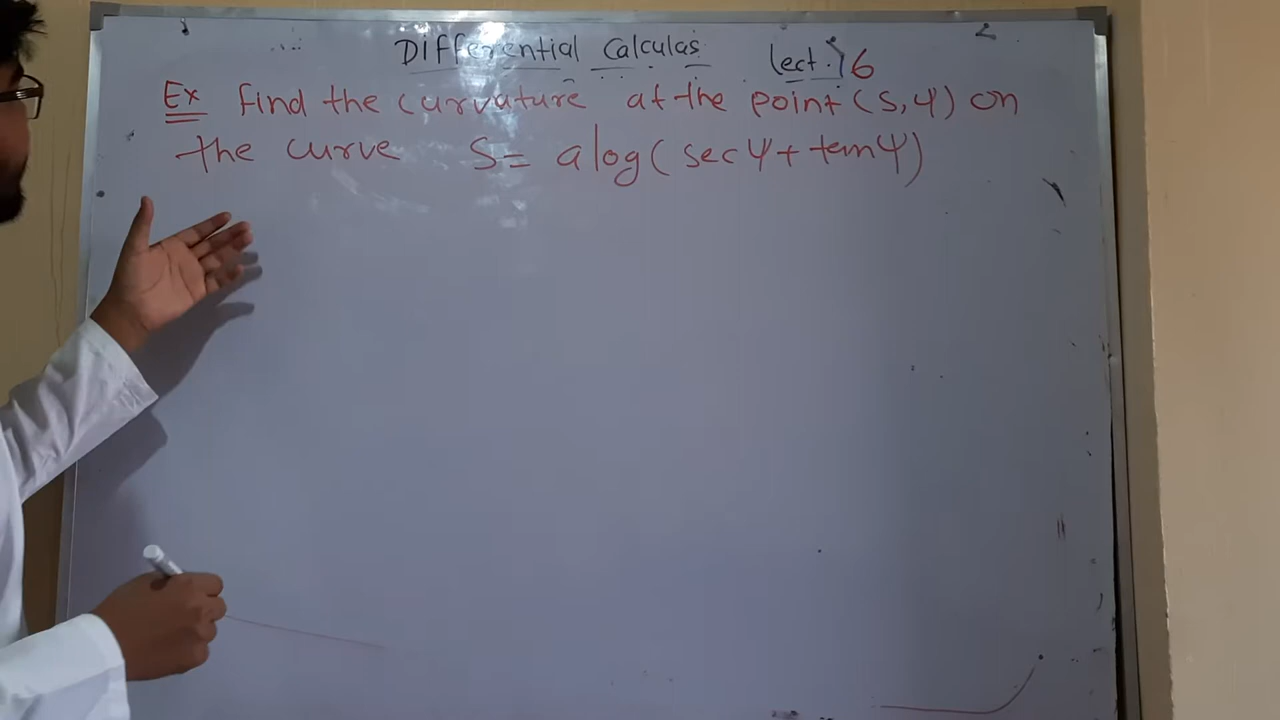 Differential Calculas Lect: 16
Ex Find the curvature at the point (S, Ψ) on
the curve S = a log(sec Ψ + tan Ψ)